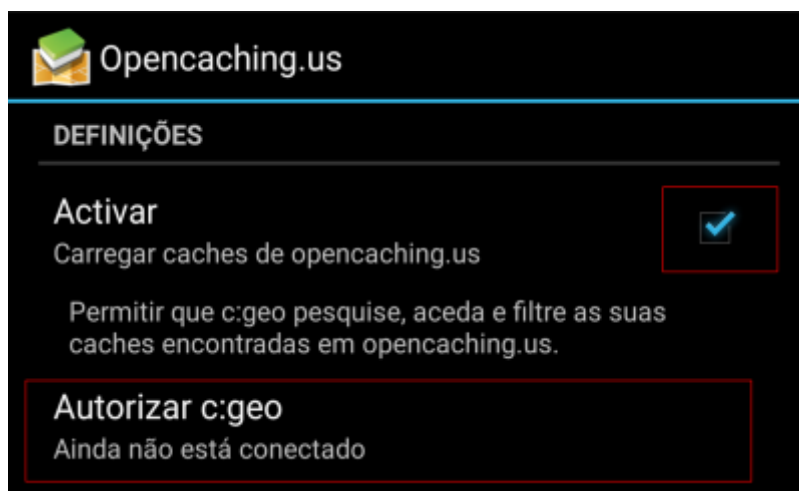 Opencaching.us
DEFINIÇÕES
Activar
Carregar caches de opencaching.us
Permitir que c:geo pesquise, aceda e filtre as suas
caches encontradas em opencaching.us.
Autorizar c:geo
Ainda não está conectado